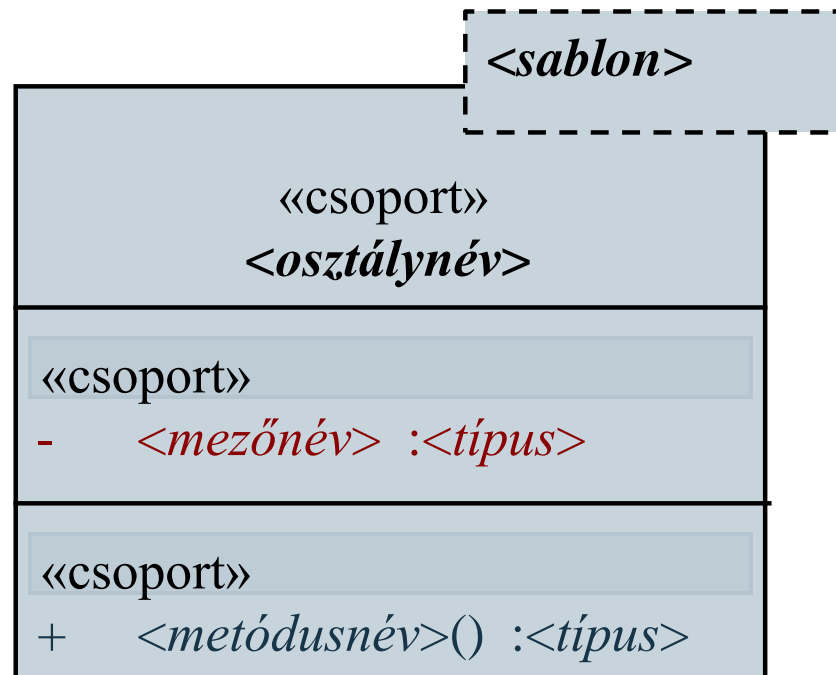 <sablon>
«csoport»
<osztálynév>
«csoport»
- <mezőnév> :<típus>
«csoport»
+ <metódusnév>() :<típus>